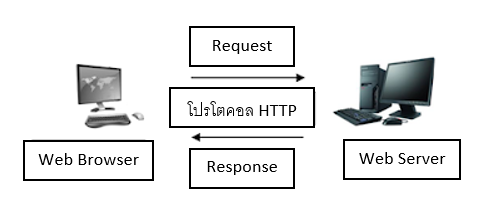 Request
โปรโตคอล HTTP
Web Browser
Response
Web Server